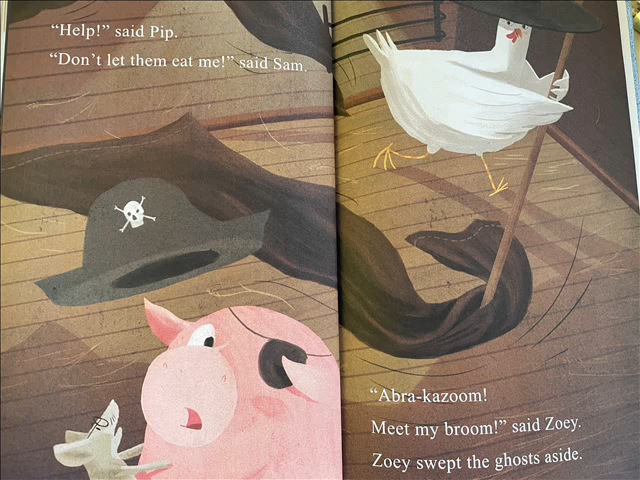 “Help!” said Pip.
“Don’t let them eat me!” said Sam.
“Abra-kazoom!
Meet my broom!” said Zoey.
Zoey swept the ghosts aside.